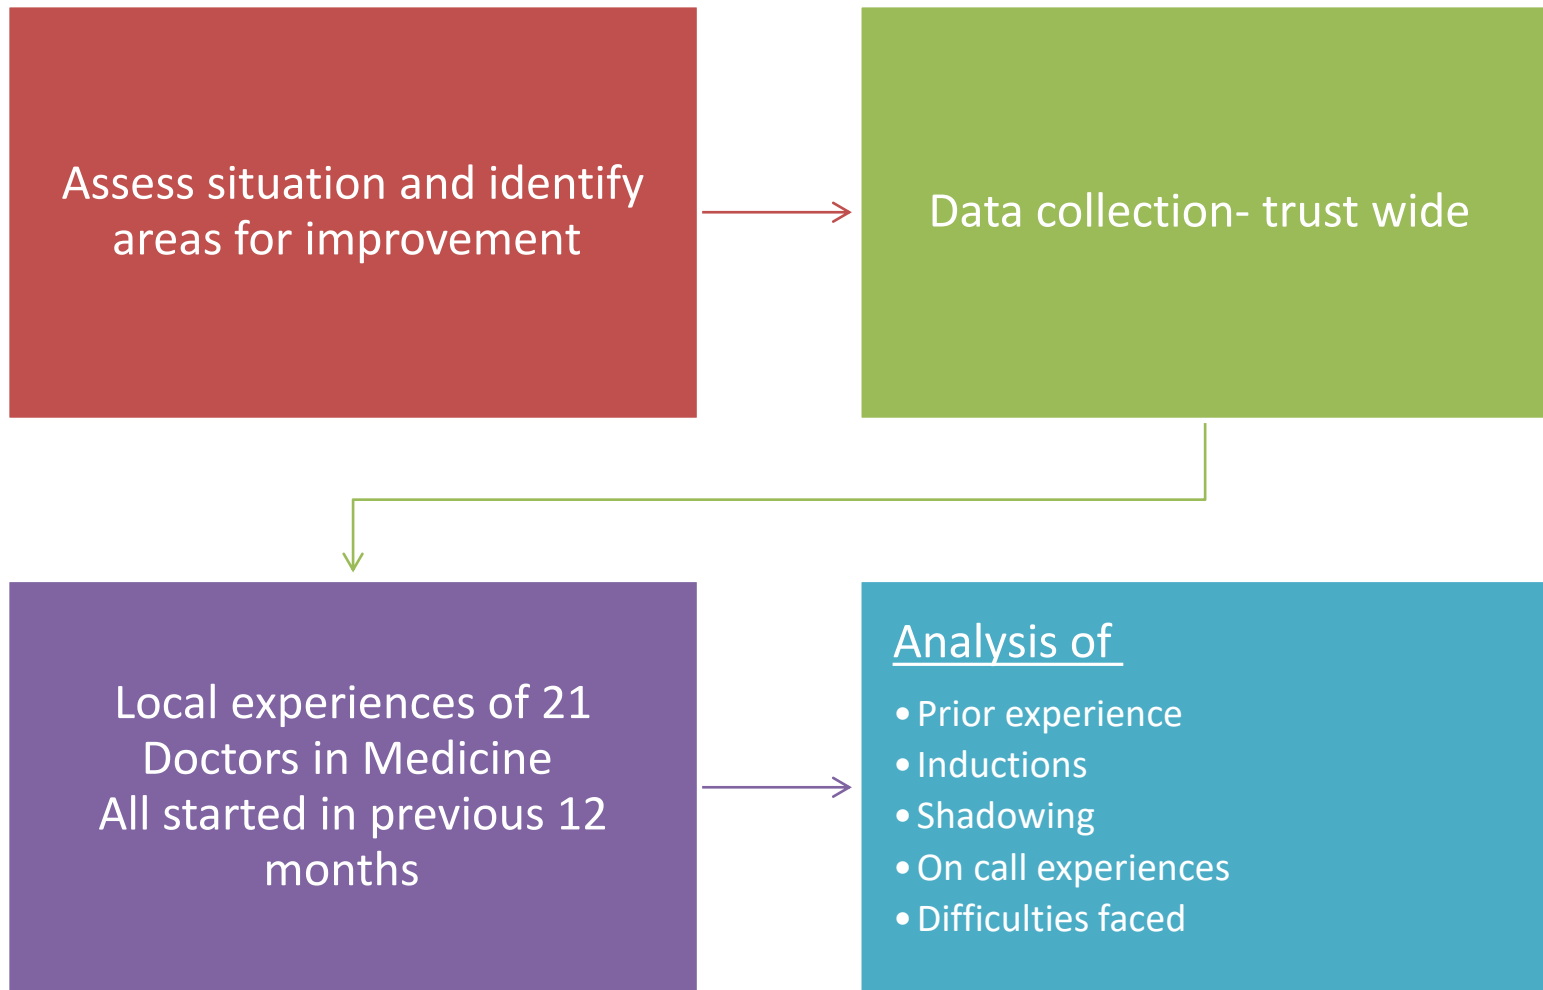 Assess situation and identify
areas for improvement
Data collection- trust wide
Local experiences of 21
Doctors in Medicine
All started in previous 12
months
Analysis of
•Prior experience
•Inductions
•Shadowing
•On call experiences
•Difficulties faced